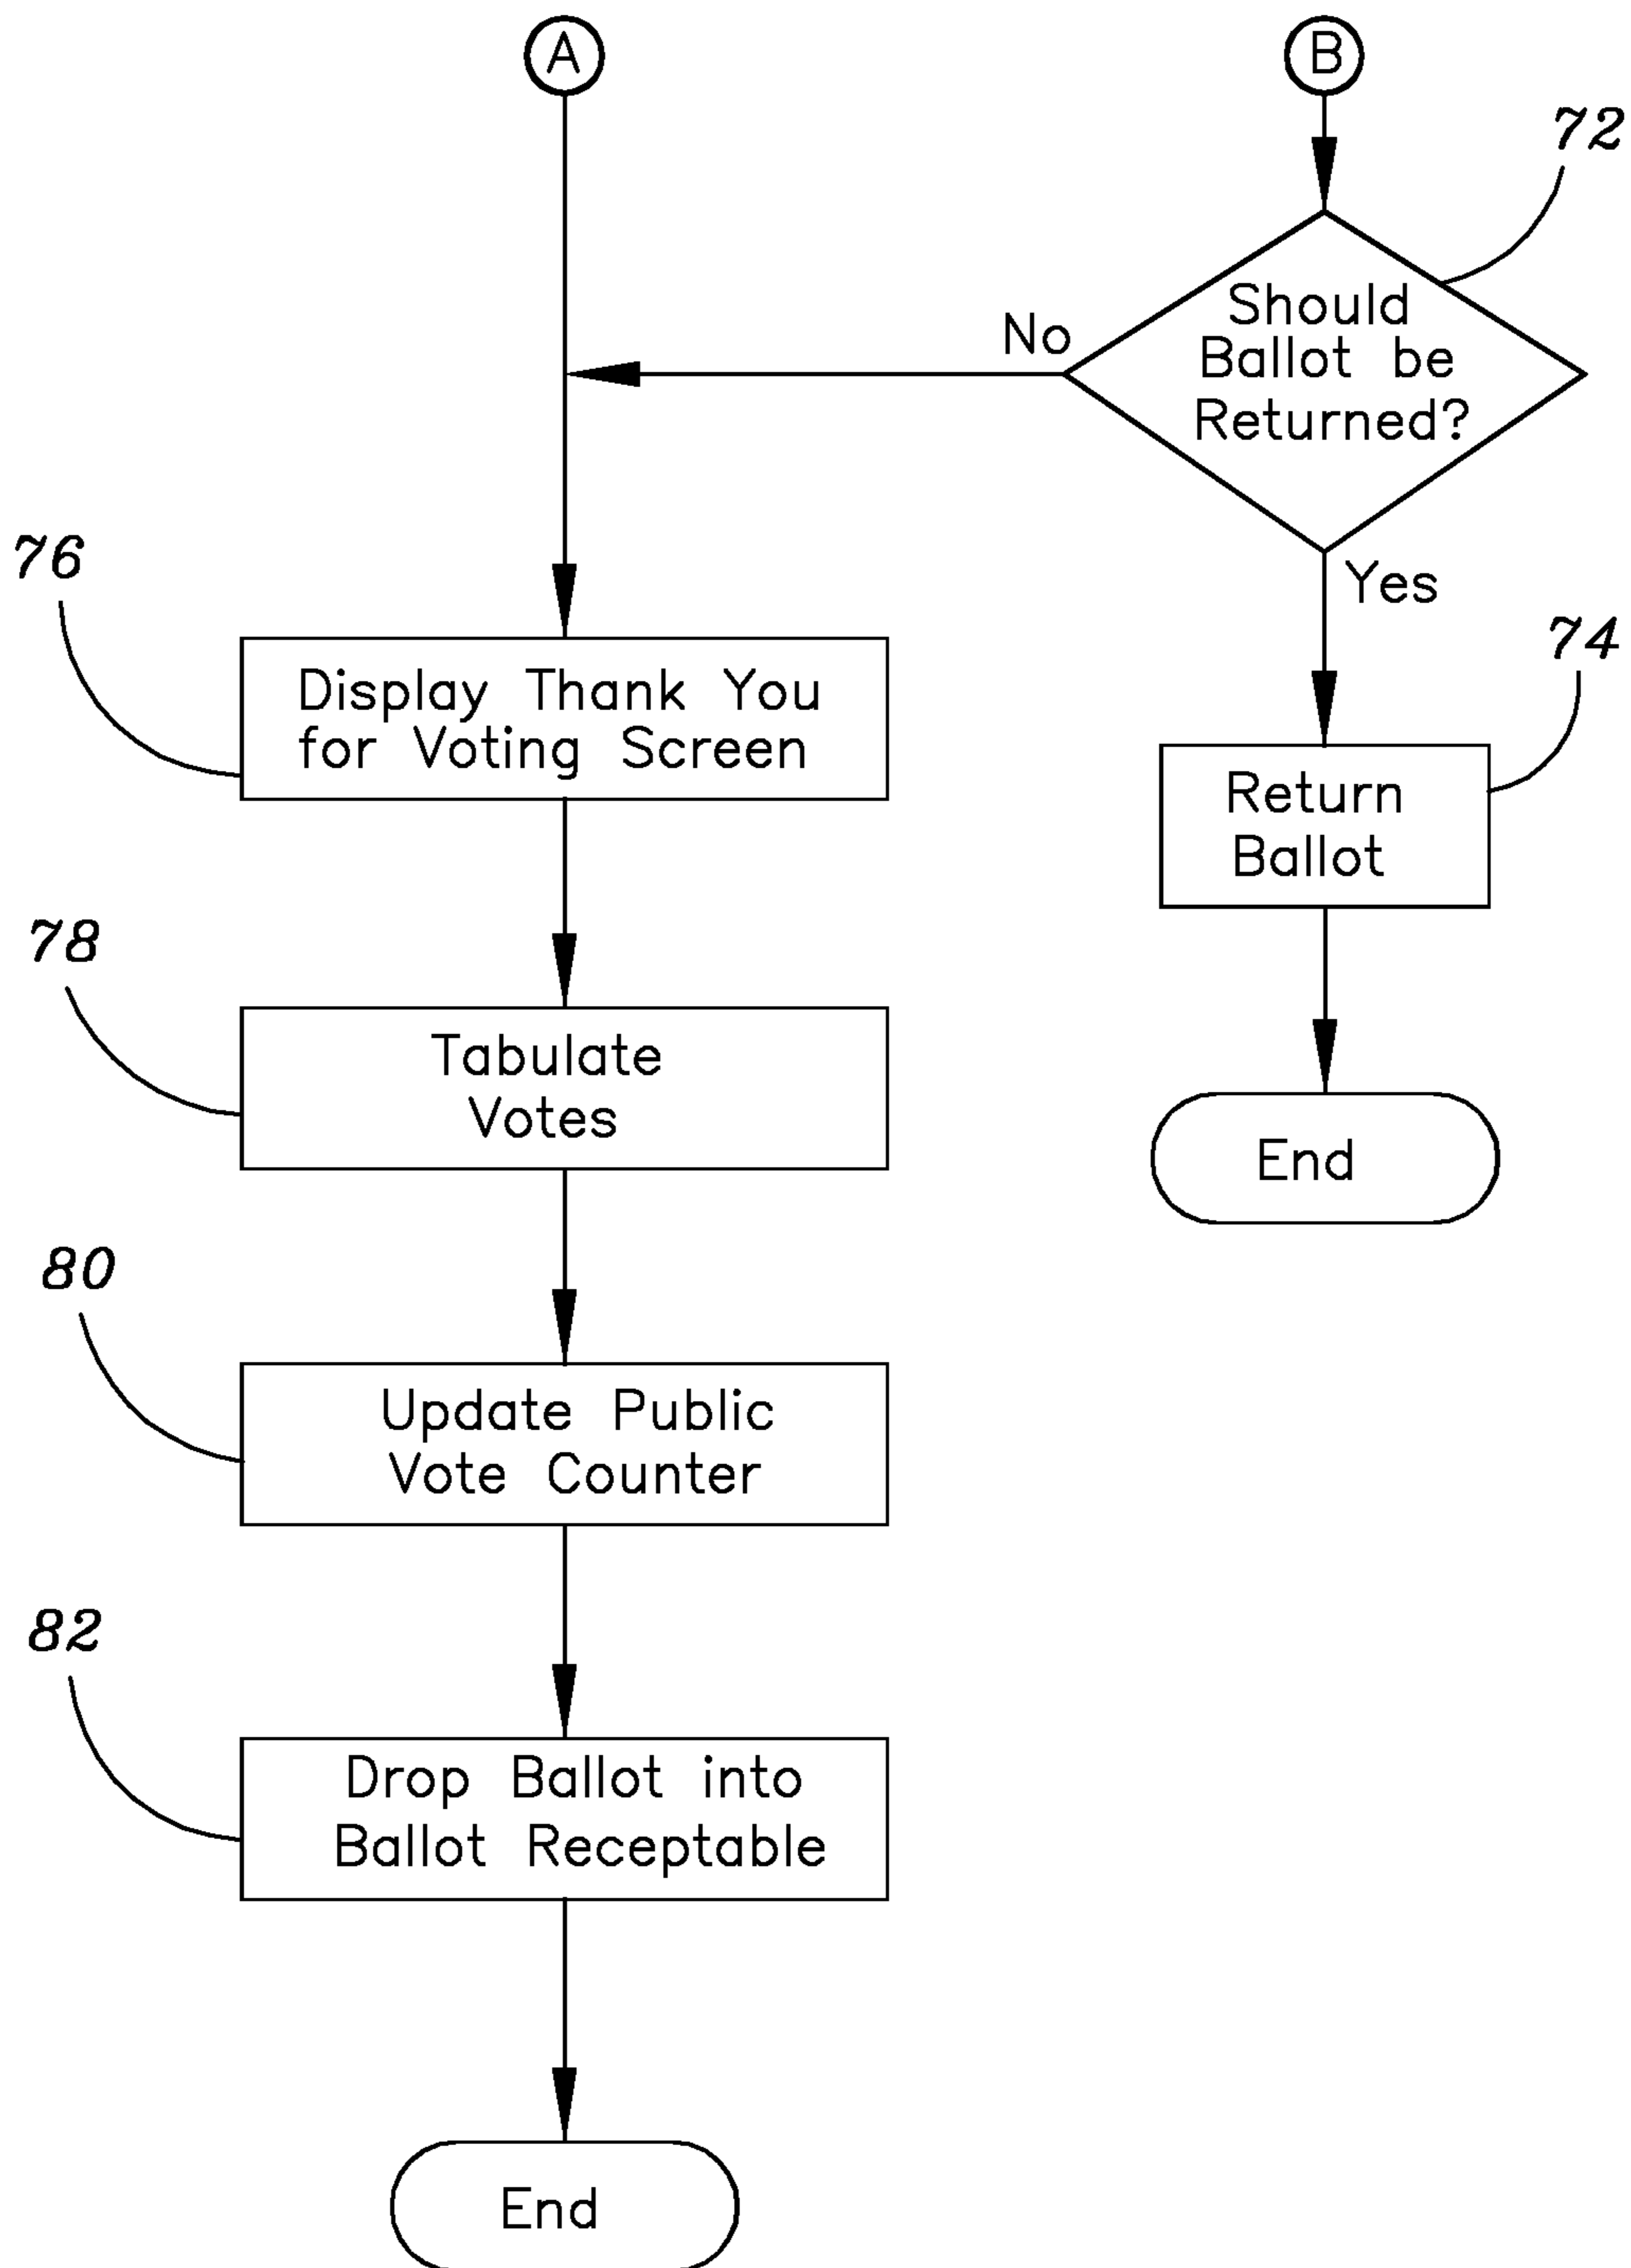 A
B
72
Should
Ballot be
Returned?
No
Yes
76
74
Display Thank You
for Voting Screen
Return
Ballot
78
Tabulate
Votes
End
80
Update Public
Vote Counter
82
Drop Ballot into
Ballot Receptable
End